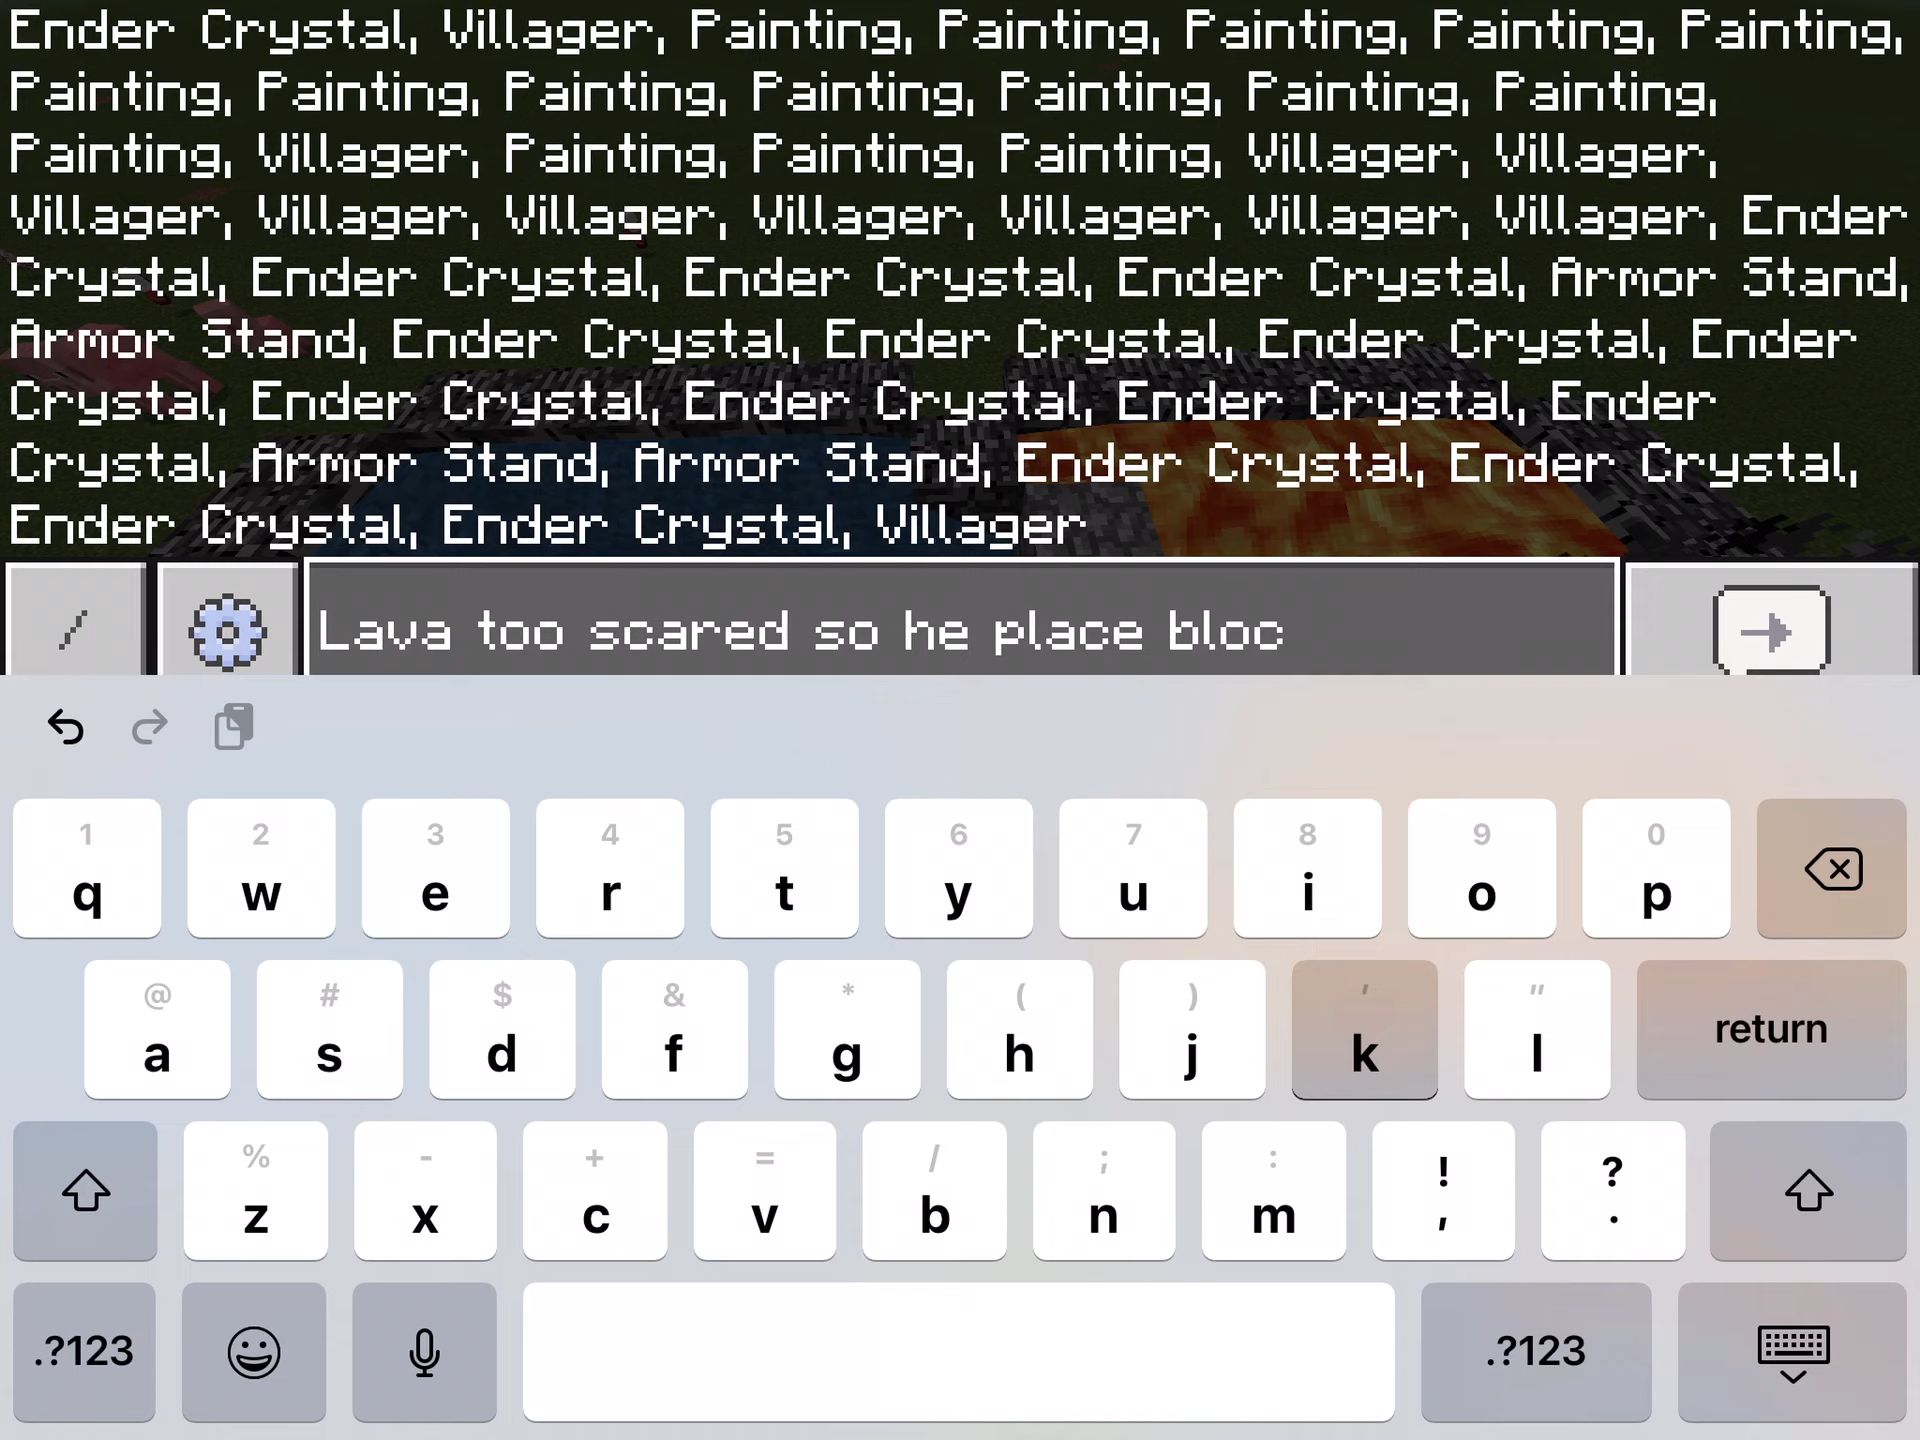 Ender Crystal, Villager, Painting, Painting, Painting, Painting, Painting,
Painting, Painting, Painting, Painting, Painting, Painting, Painting,
Painting, Villager, Painting, Painting, Painting, Villager, Villager,
Villager, Villager, Villager, Villager, Villager, Villager, Villager, Ender
Crystal, Ender Crystal, Ender Crystal, Ender Crystal, Armor Stand,
Armor Stand, Ender Crystal, Ender Crystal, Ender Crystal, Ender
Crystal, Ender Crystal, Ender Crystal, Ender Crystal, Ender
Crystal, Armor Stand, Armor Stand, Ender Crystal, Ender Crystal,
Ender Crystal, Ender Crystal, Villager
/ Lava too scared so he place bloc
1 2 3 4 5 6 7 8 9 0
q w e r t y u i o p
@ # $ & * ( ) ' "
a s d f g h j k l return
% - + = / ; : ! ?
z x c v b n m , .
.?123 .?123